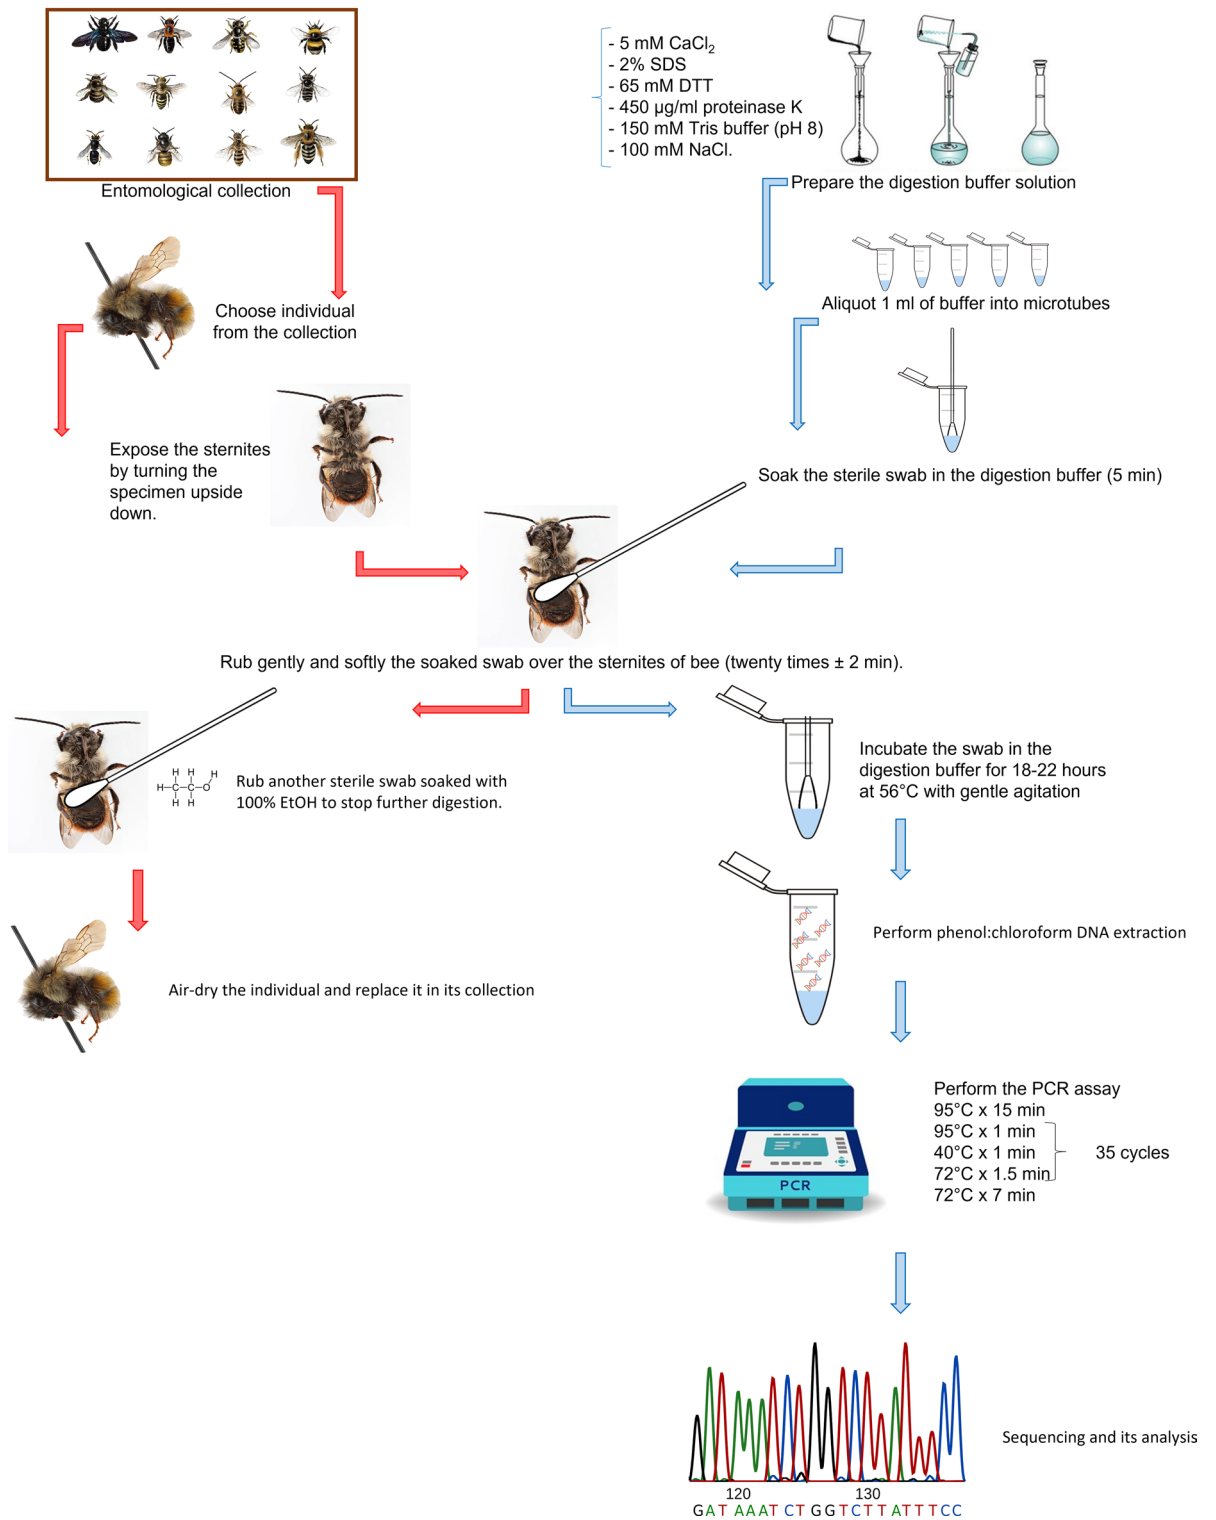 Entomological collection
- 5 mM CaCl₂
- 2% SDS
- 65 mM DTT
- 450 µg/ml proteinase K
- 150 mM Tris buffer (pH 8)
- 100 mM NaCl.
Prepare the digestion buffer solution
Choose individual
from the collection
Aliquot 1 ml of buffer into microtubes
Expose the sternites
by turning the
specimen upside
down.
Soak the sterile swab in the digestion buffer (5 min)
Rub gently and softly the soaked swab over the sternites of bee (twenty times ± 2 min).
H H H
H-C-C-O
H H
Rub another sterile swab soaked with
100% EtOH to stop further digestion.
Incubate the swab in the
digestion buffer for 18-22 hours
at 56°C with gentle agitation
Air-dry the individual and replace it in its collection
Perform phenol:chloroform DNA extraction
Perform the PCR assay
95°C x 15 min
95°C x 1 min
40°C x 1 min
72°C x 1.5 min
72°C x 7 min
35 cycles
PCR
Sequencing and its analysis
120 130
GAT AAAT CT GGTCTTATTTCC